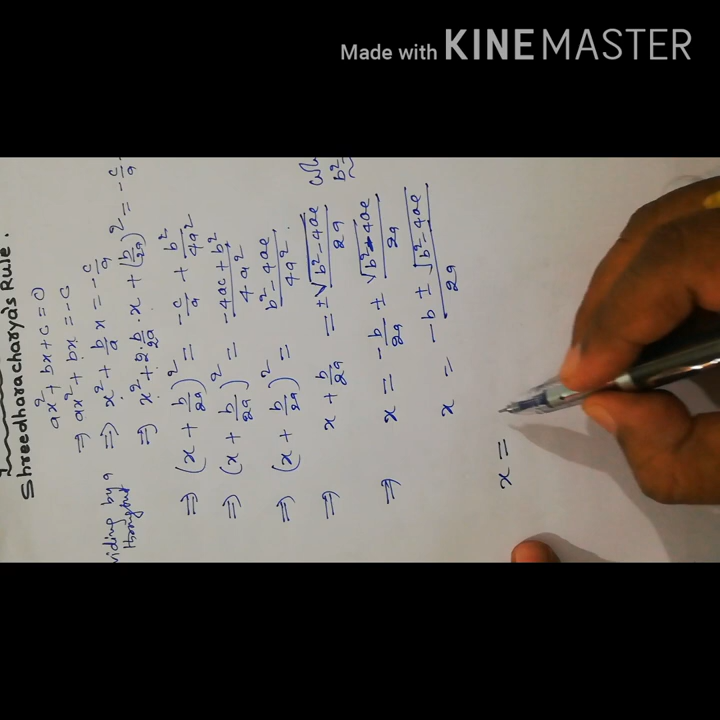 Made with KINEMASTER
Shreedharacharya's Rule.
ax² + bx + c = 0
⇒ ax² + bx = -c
viding by a ⇒ x² + b/a x = -c/a
⇒ x² + 2·b/2a·x + (b/2a)² = -c/a
⇒ (x + b/2a)² = -c/a + b²/4a²
⇒ (x + b/2a)² = -4ac + b²/4a²
⇒ (x + b/2a)² = b² - 4ac/4a².
⇒ x + b/2a = ±√b² - 4ac/2a
b²-
⇒ x = -b/2a ± √b² - 4ac/2a
x = -b ± √b² - 4ac/2a
x =